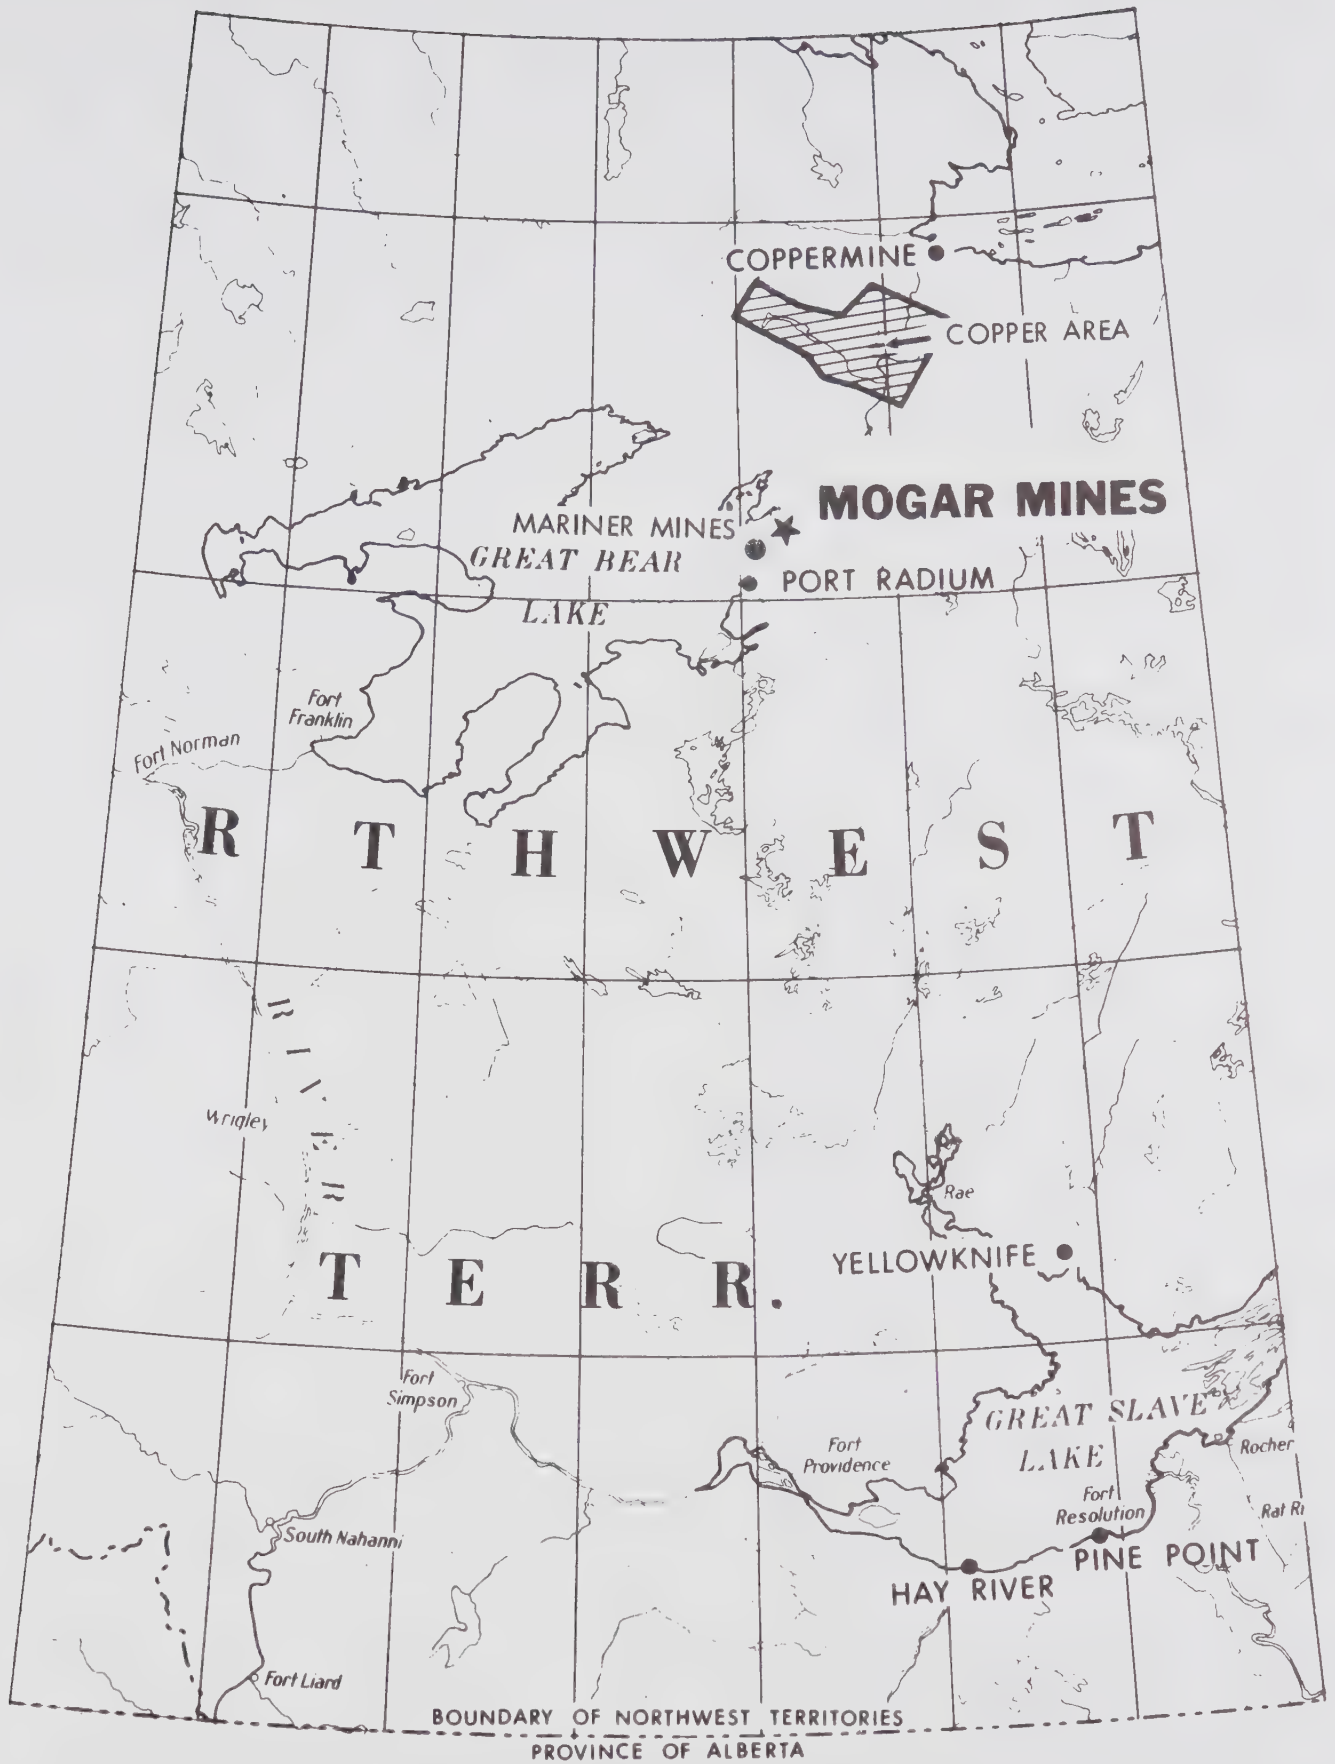 COPPERMINE
COPPER AREA
MOGAR MINES
MARINER MINES
GREAT BEAR
PORT RADIUM
LAKE
Fort
Franklin
Fort Norman
R T H W E S T
R I V E R
Wrigley
Rae
YELLOWKNIFE
T E R R.
Fort
Simpson
GREAT SLAVE
LAKE
Fort
Providence
Rocher
Fort
Resolution
Rat Ri
South Nahanni
PINE POINT
HAY RIVER
Fort Liard
BOUNDARY OF NORTHWEST TERRITORIES
PROVINCE OF ALBERTA